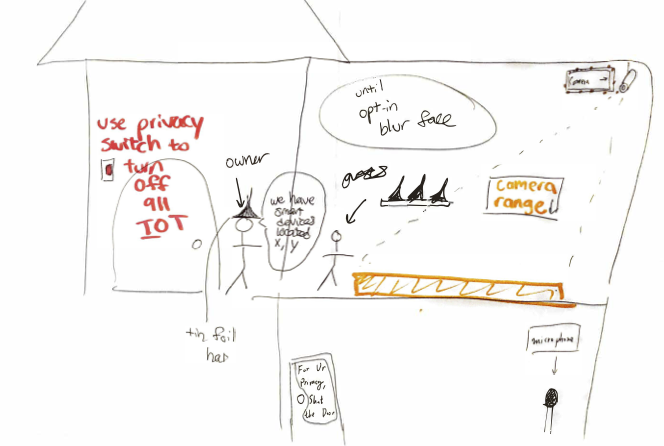 use privacy
switch to
turn
off
all
IOT
owner
we have
smart
devices
located
x, y
until
opt-in
blur face
guests
Camera
camera
range
tin foil
hat
For Ur
Privacy,
Shut
the Door
microphone